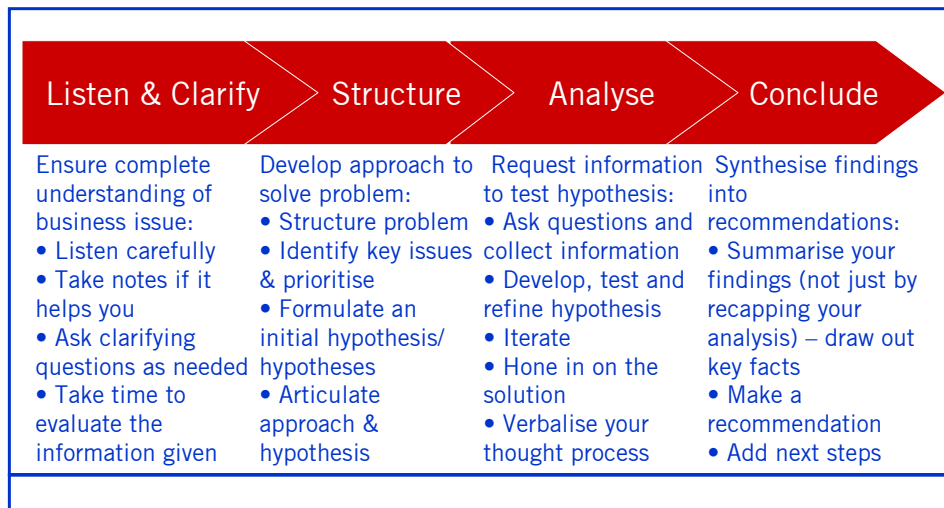 Listen & Clarify
Structure
Analyse
Conclude
Ensure complete
understanding of
business issue:
• Listen carefully
• Take notes if it
helps you
• Ask clarifying
questions as needed
• Take time to
evaluate the
information given
Develop approach to
solve problem:
• Structure problem
• Identify key issues
& prioritise
• Formulate an
initial hypothesis/
hypotheses
• Articulate
approach &
hypothesis
Request information
to test hypothesis:
• Ask questions and
collect information
• Develop, test and
refine hypothesis
• Iterate
• Hone in on the
solution
• Verbalise your
thought process
Synthesise findings
into
recommendations:
• Summarise your
findings (not just by
recapping your
analysis) – draw out
key facts
• Make a
recommendation
• Add next steps